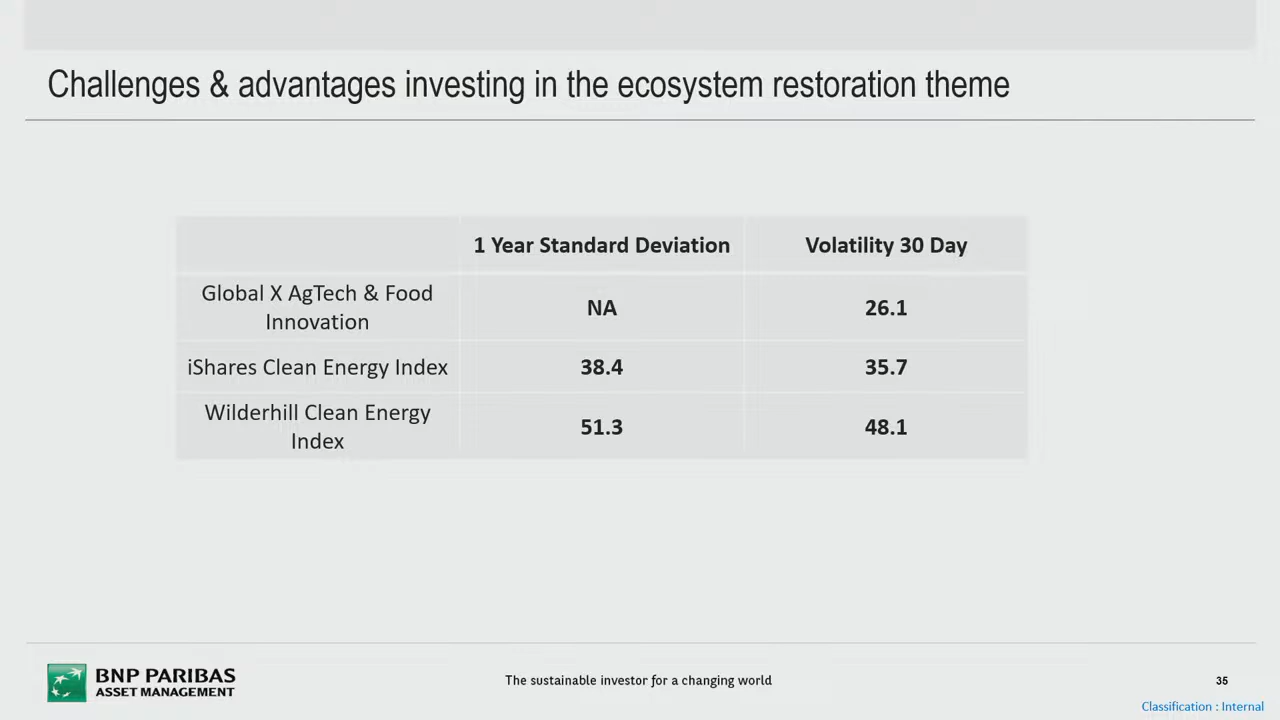 Challenges & advantages investing in the ecosystem restoration theme
1 Year Standard Deviation
Volatility 30 Day
Global X AgTech & Food
Innovation
NA
26.1
iShares Clean Energy Index
38.4
35.7
Wilderhill Clean Energy
Index
51.3
48.1
BNP PARIBAS
ASSET MANAGEMENT
The sustainable investor for a changing world
35
Classification : Internal